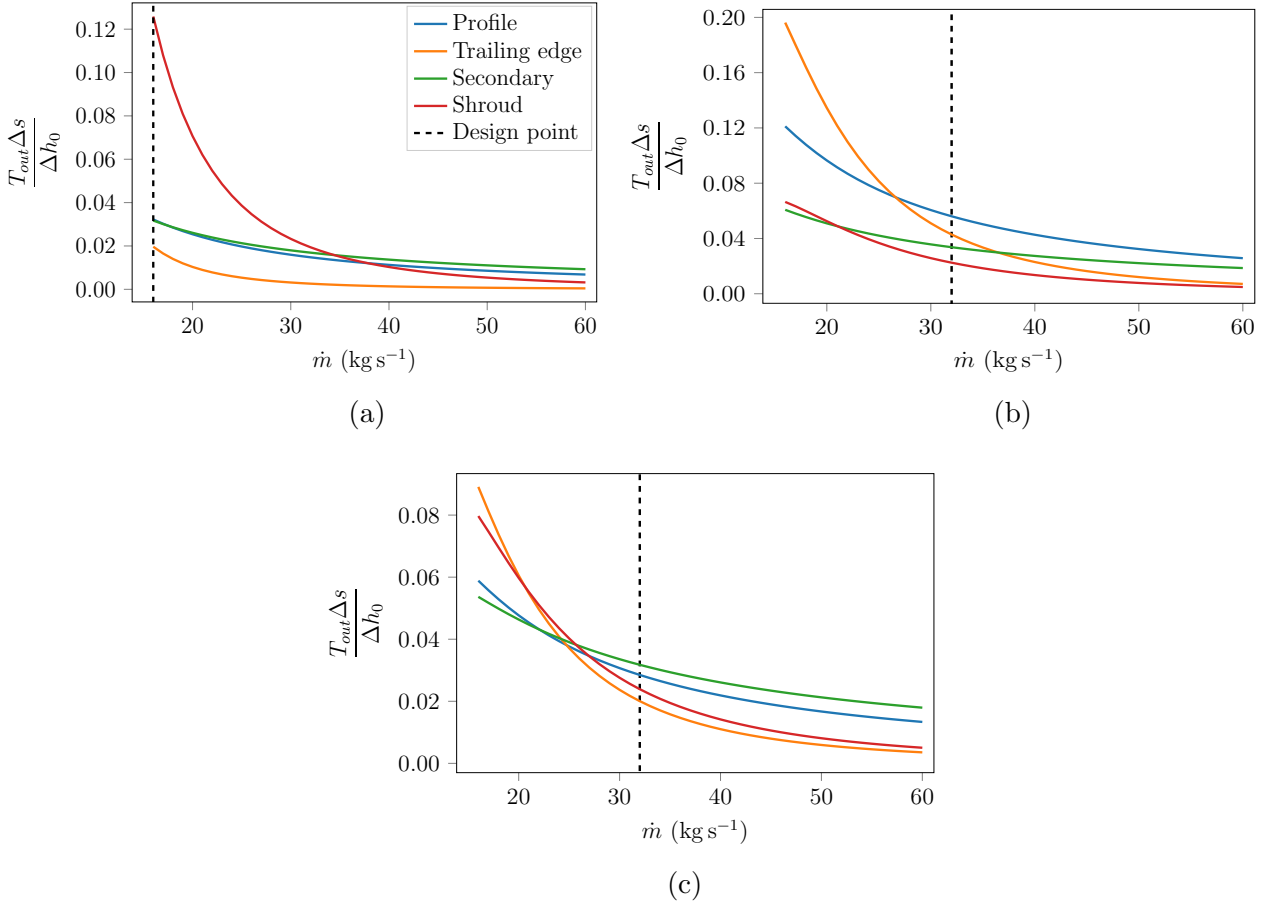 0.12
0.10
0.08
0.06
0.04
0.02
0.00
T_out Δs
Δh₀
Profile
Trailing edge
Secondary
Shroud
Design point
20 30 40 50 60
ṁ (kg s⁻¹)
(a)
0.20
0.16
0.12
0.08
0.04
0.00
T_out Δs
Δh₀
20 30 40 50 60
ṁ (kg s⁻¹)
(b)
0.08
0.06
0.04
0.02
0.00
T_out Δs
Δh₀
20 30 40 50 60
ṁ (kg s⁻¹)
(c)